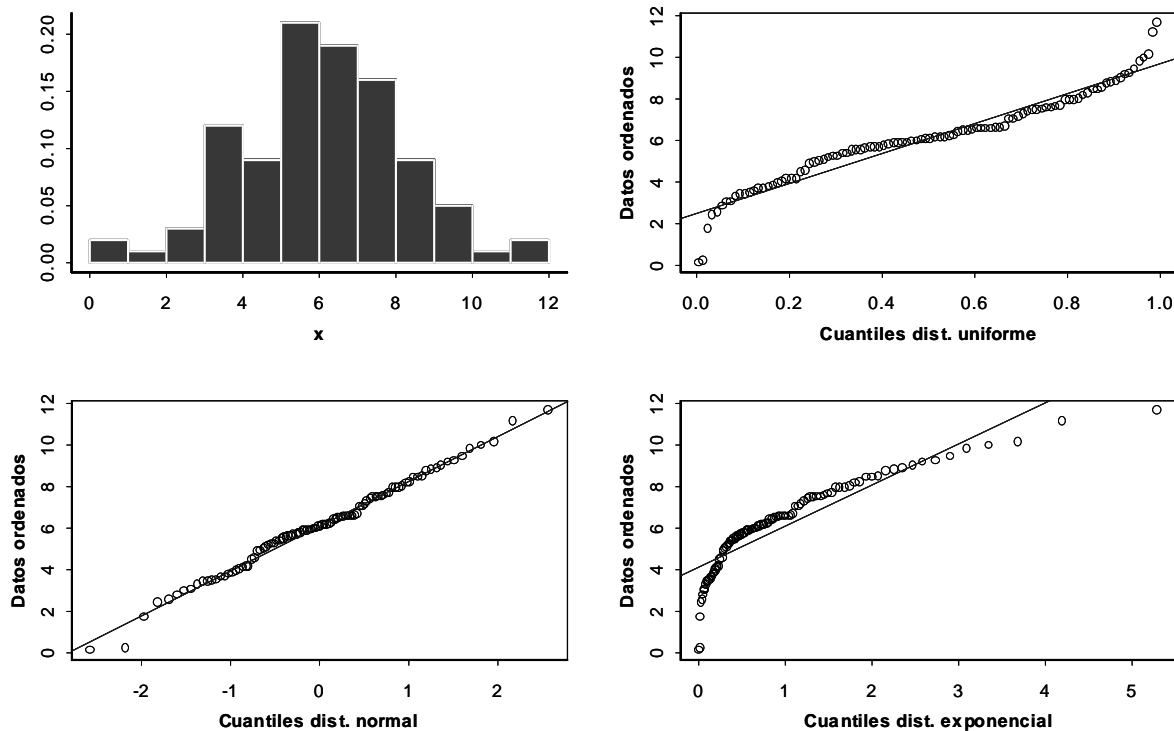 0.20
0.15
0.10
0.05
0.00
0 2 4 6 8 10 12
x
Datos ordenados
12
10
8
6
4
2
0
0.0 0.2 0.4 0.6 0.8 1.0
Cuantiles dist. uniforme
Datos ordenados
12
10
8
6
4
2
0
-2 -1 0 1 2
Cuantiles dist. normal
Datos ordenados
12
10
8
6
4
2
0
0 1 2 3 4 5
Cuantiles dist. exponencial